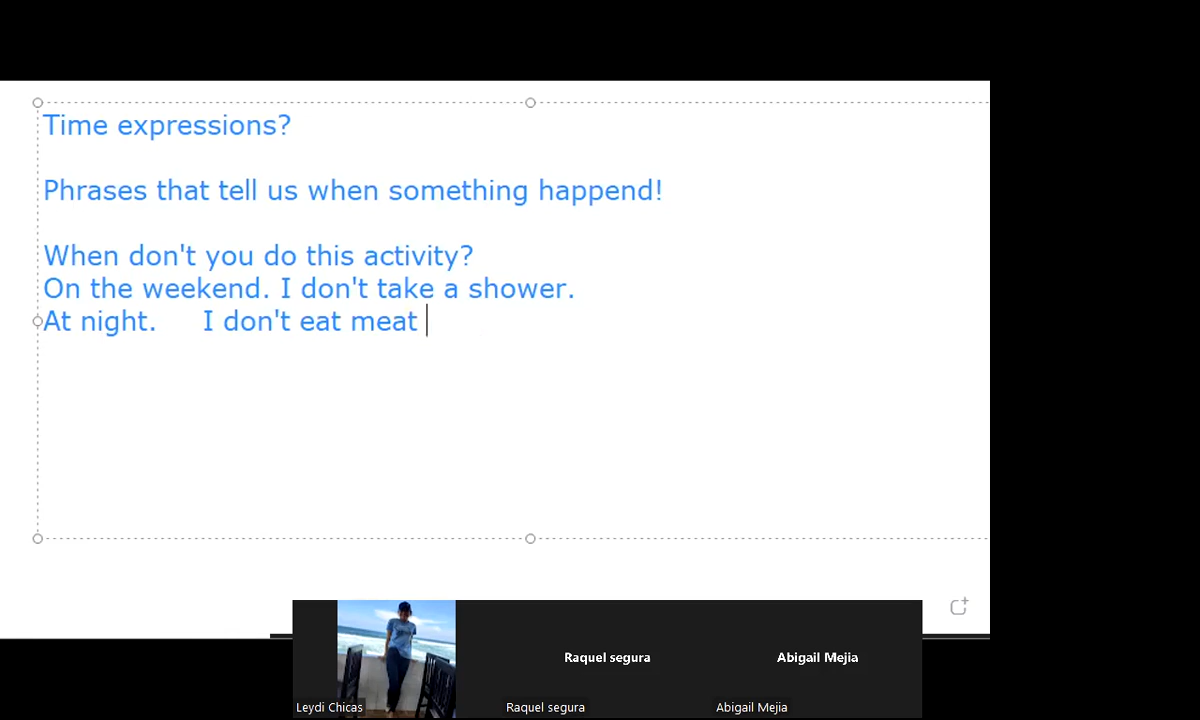 Time expressions?
Phrases that tell us when something happend!
When don't you do this activity?
On the weekend. I don't take a shower.
At night. I don't eat meat
Raquel segura
Abigail Mejia
Leydi Chicas
Raquel segura
Abigail Mejia